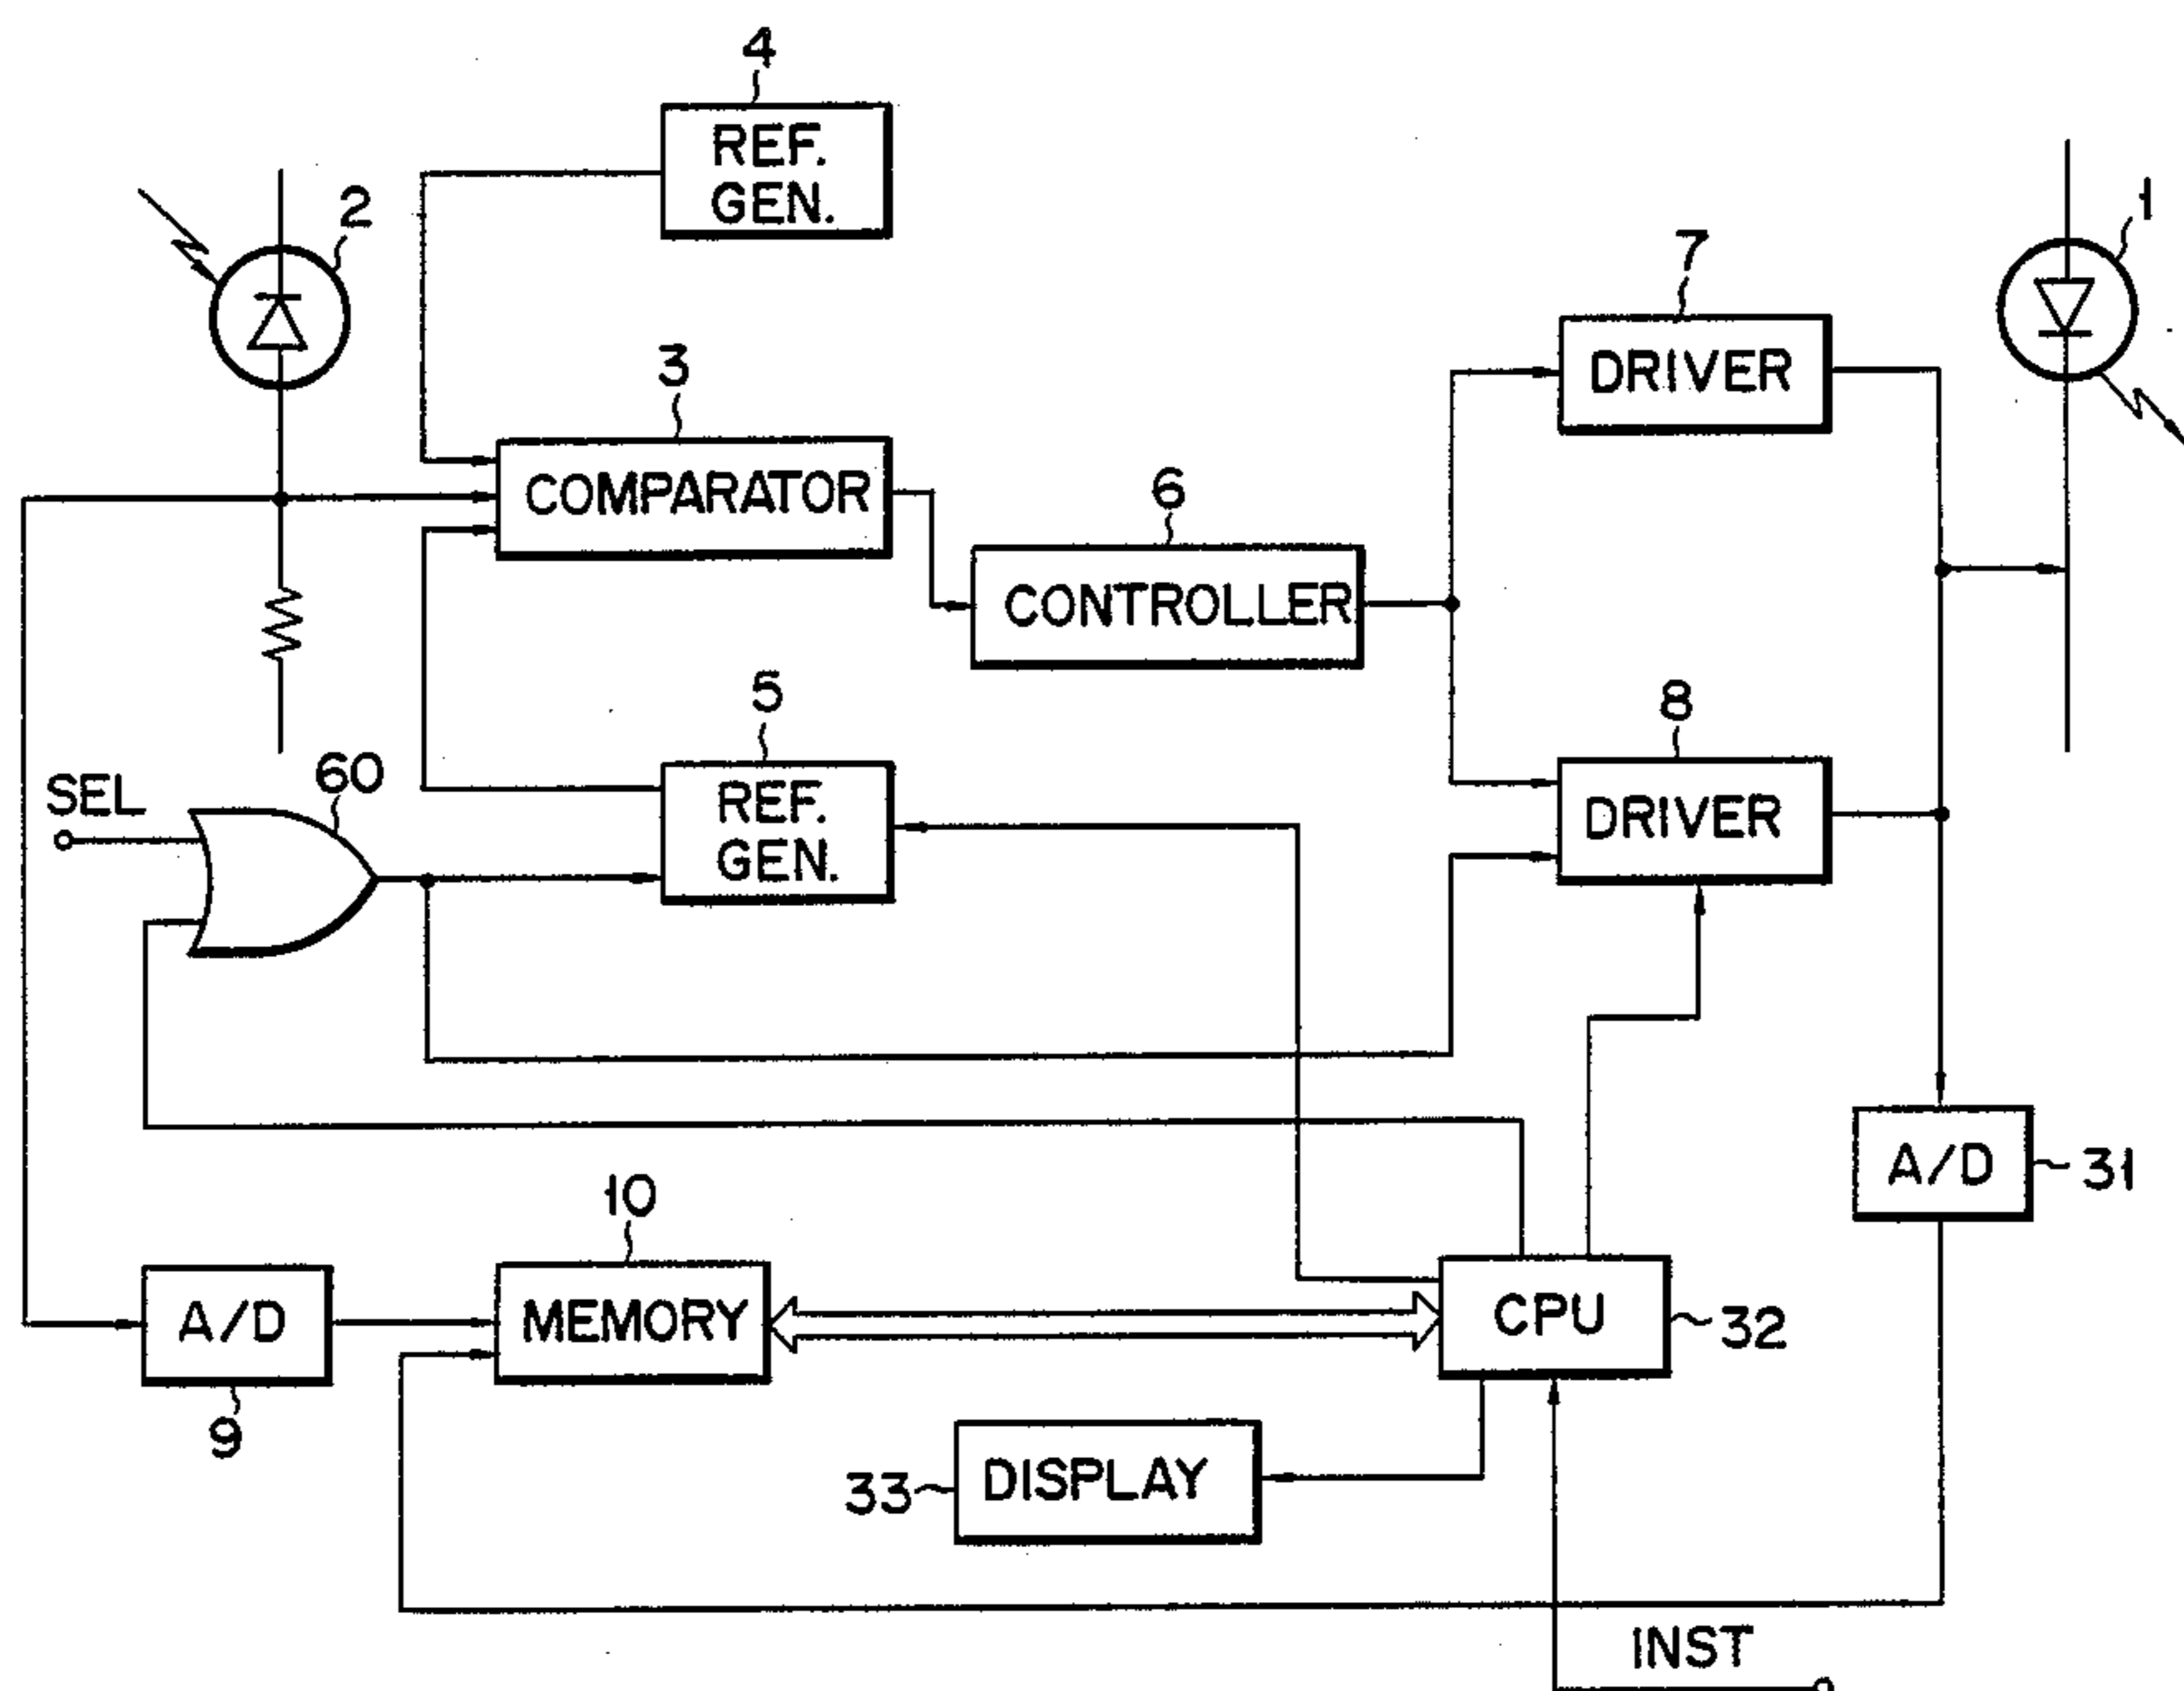 4
REF.
GEN.
2
1
7
DRIVER
3
COMPARATOR
6
CONTROLLER
5
REF.
GEN.
8
DRIVER
SEL
60
A/D
31
10
A/D
MEMORY
CPU
32
9
33
DISPLAY
INST